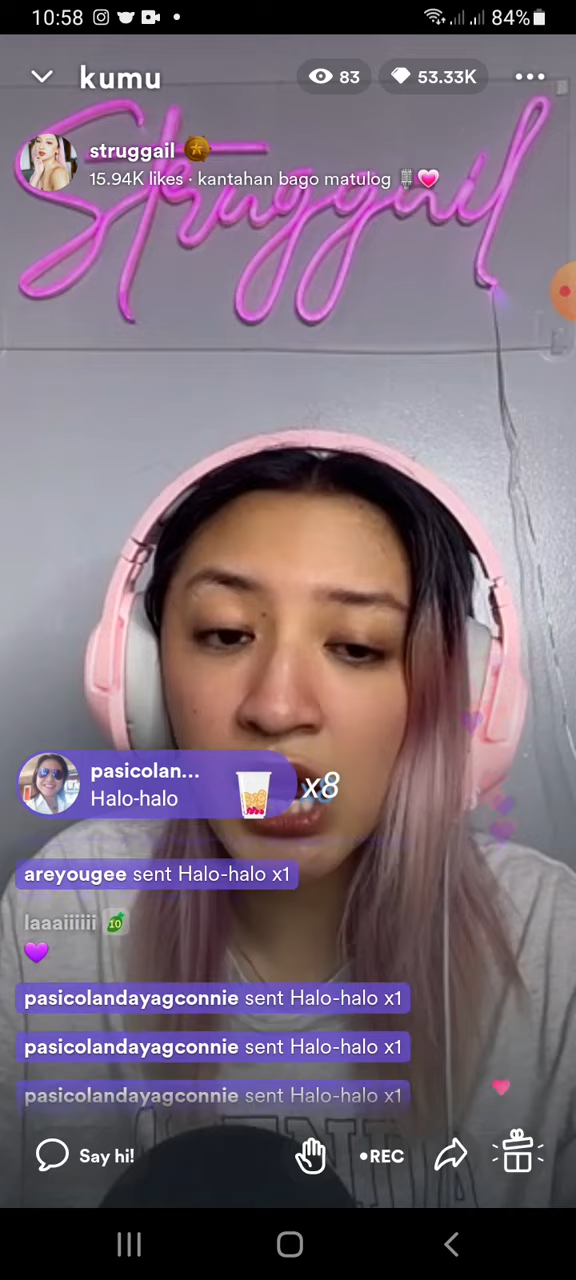 10:58 84%
kumu 83 53.33K
Struggail
struggail
15.94K likes · kantahan bago matulog
pasicolan...
Halo-halo x8
areyougee sent Halo-halo x1
laaaiiiiii 10
pasicolandayagconnie sent Halo-halo x1
pasicolandayagconnie sent Halo-halo x1
pasicolandayagconnie sent Halo-halo x1
Say hi! •REC